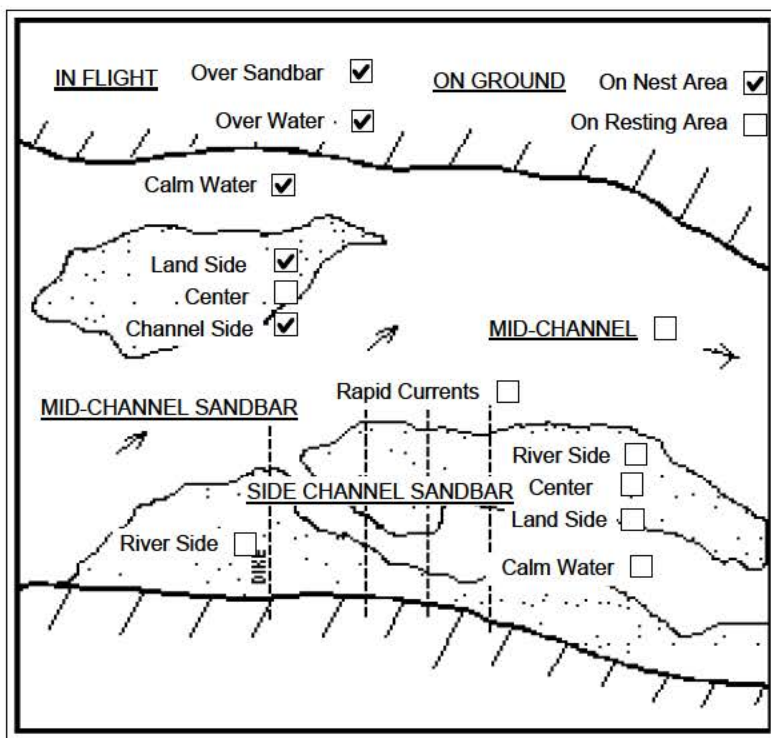 IN FLIGHT Over Sandbar ON GROUND On Nest Area
Over Water On Resting Area
Calm Water
Land Side
Center
Channel Side MID-CHANNEL
Rapid Currents
MID-CHANNEL SANDBAR
River Side
SIDE CHANNEL SANDBAR Center
Land Side
River Side
DIKE
Calm Water